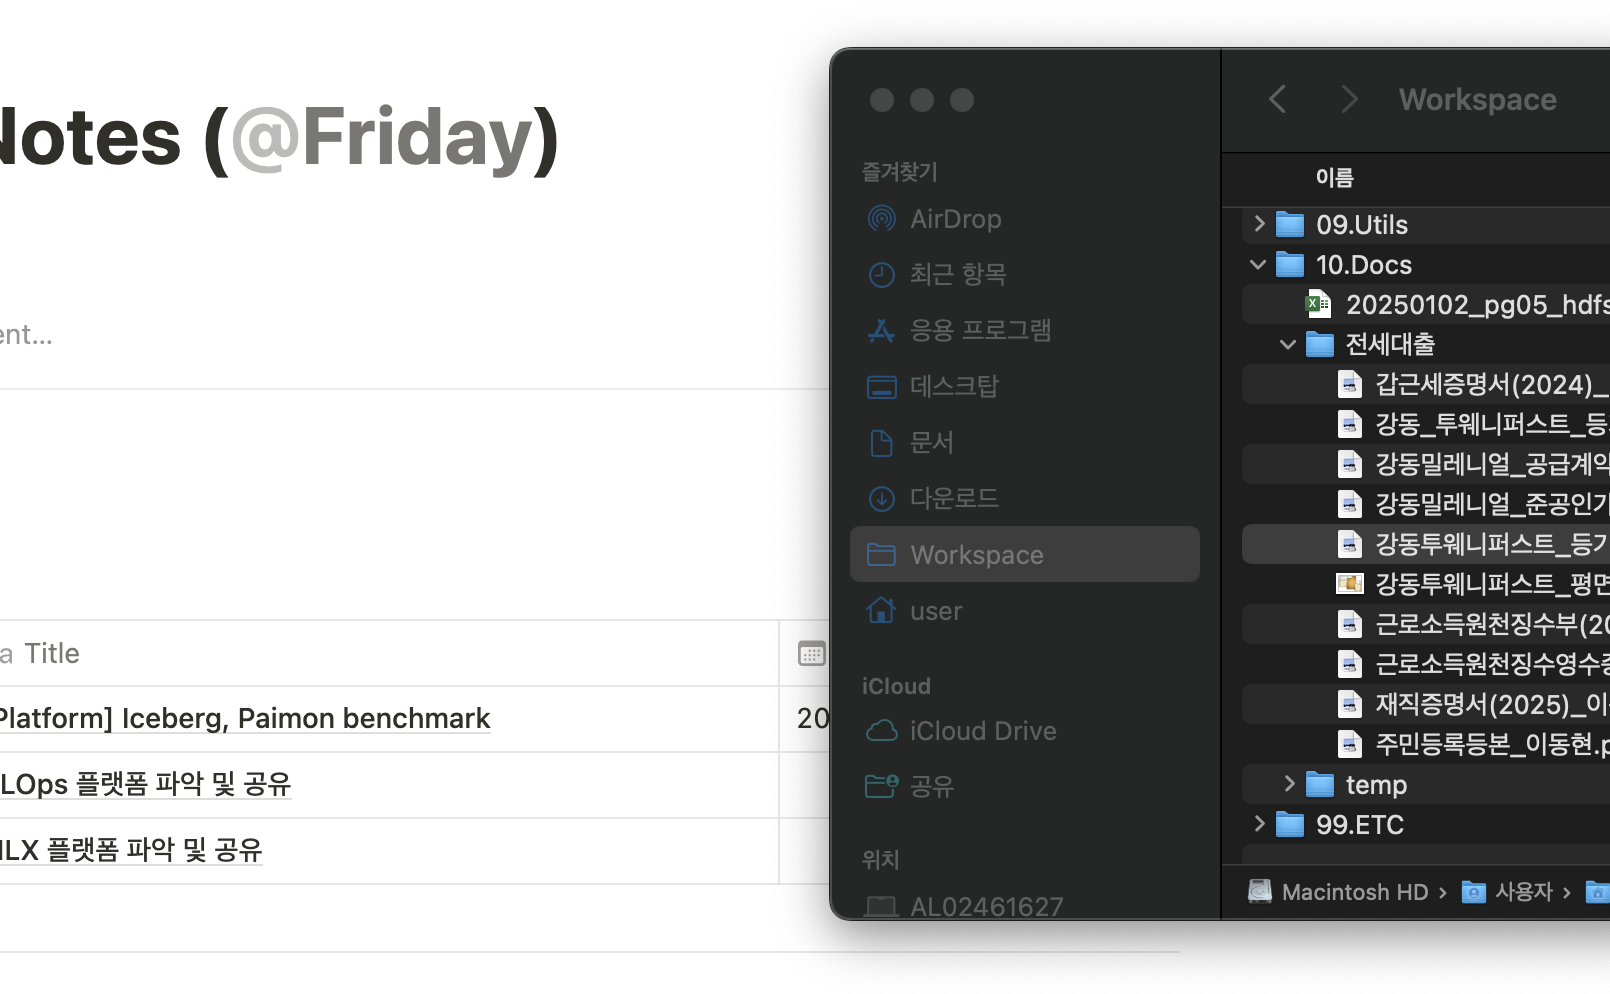 Notes (@Friday)
ent...
Title
Platform] Iceberg, Paimon benchmark
20
LOps 플랫폼 파악 및 공유
LX 플랫폼 파악 및 공유
즐겨찾기
AirDrop
최근 항목
응용 프로그램
데스크탑
문서
다운로드
Workspace
user
iCloud
iCloud Drive
공유
위치
AL02461627
Workspace
이름
09.Utils
10.Docs
20250102_pg05_hdfs
전세대출
갑근세증명서(2024)_
강동_투웨니퍼스트_등
강동밀레니얼_공급계약
강동밀레니얼_준공인가
강동투웨니퍼스트_등기
강동투웨니퍼스트_평면
근로소득원천징수부(20
근로소득원천징수영수증
재직증명서(2025)_이
주민등록등본_이동현.p
temp
99.ETC
Macintosh HD › 사용자 ›